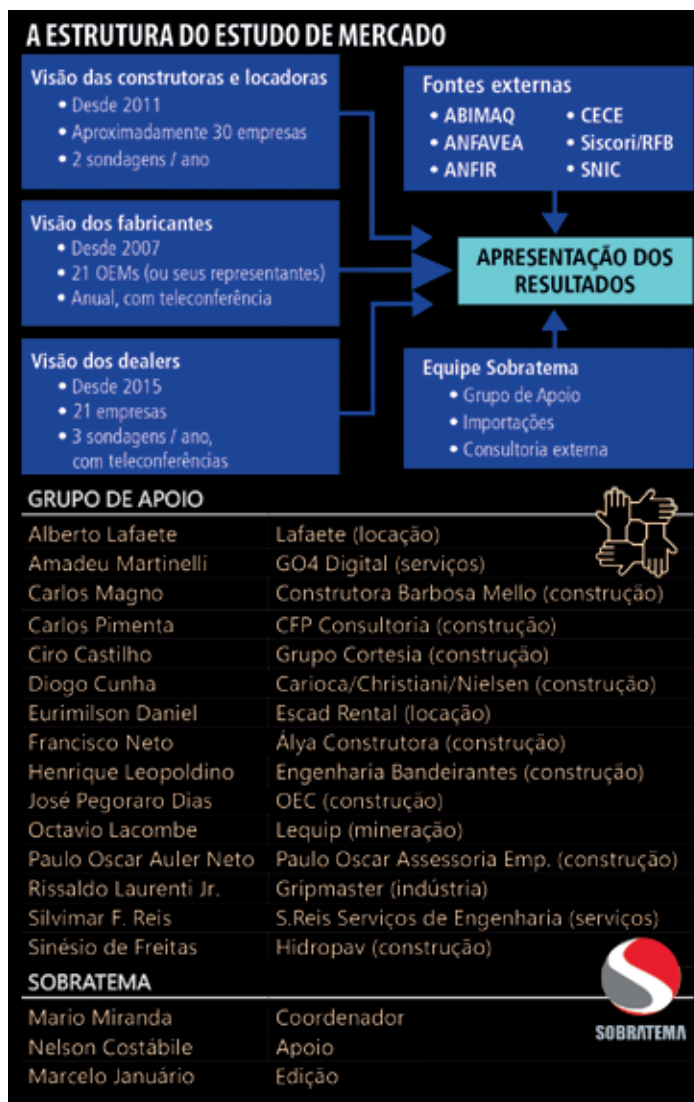 A ESTRUTURA DO ESTUDO DE MERCADO
Visão das construtoras e locadoras
• Desde 2011
• Aproximadamente 30 empresas
• 2 sondagens / ano
Visão dos fabricantes
• Desde 2007
• 21 OEMs (ou seus representantes)
• Anual, com teleconferência
Visão dos dealers
• Desde 2015
• 21 empresas
• 3 sondagens / ano,
com teleconferências
Fontes externas
• ABIMAQ • CECE
• ANFAVEA • Siscori/RFB
• ANFIR • SNIC
APRESENTAÇÃO DOS
RESULTADOS
Equipe Sobratema
• Grupo de Apoio
• Importações
• Consultoria externa
GRUPO DE APOIO
Alberto Lafaete Lafaete (locação)
Amadeu Martinelli GO4 Digital (serviços)
Carlos Magno Construtora Barbosa Mello (construção)
Carlos Pimenta CFP Consultoria (construção)
Ciro Castilho Grupo Cortesia (construção)
Diogo Cunha Carioca/Christiani/Nielsen (construção)
Eurimilson Daniel Escad Rental (locação)
Francisco Neto Álya Construtora (construção)
Henrique Leopoldino Engenharia Bandeirantes (construção)
José Pegoraro Dias OEC (construção)
Octavio Lacombe Lequip (mineração)
Paulo Oscar Auler Neto Paulo Oscar Assessoria Emp. (construção)
Rissaldo Laurenti Jr. Gripmaster (indústria)
Silvimar F. Reis S.Reis Serviços de Engenharia (serviços)
Sinésio de Freitas Hidropav (construção)
SOBRATEMA
Mario Miranda Coordenador
Nelson Costábile Apoio
Marcelo Januário Edição
SOBRATEMA